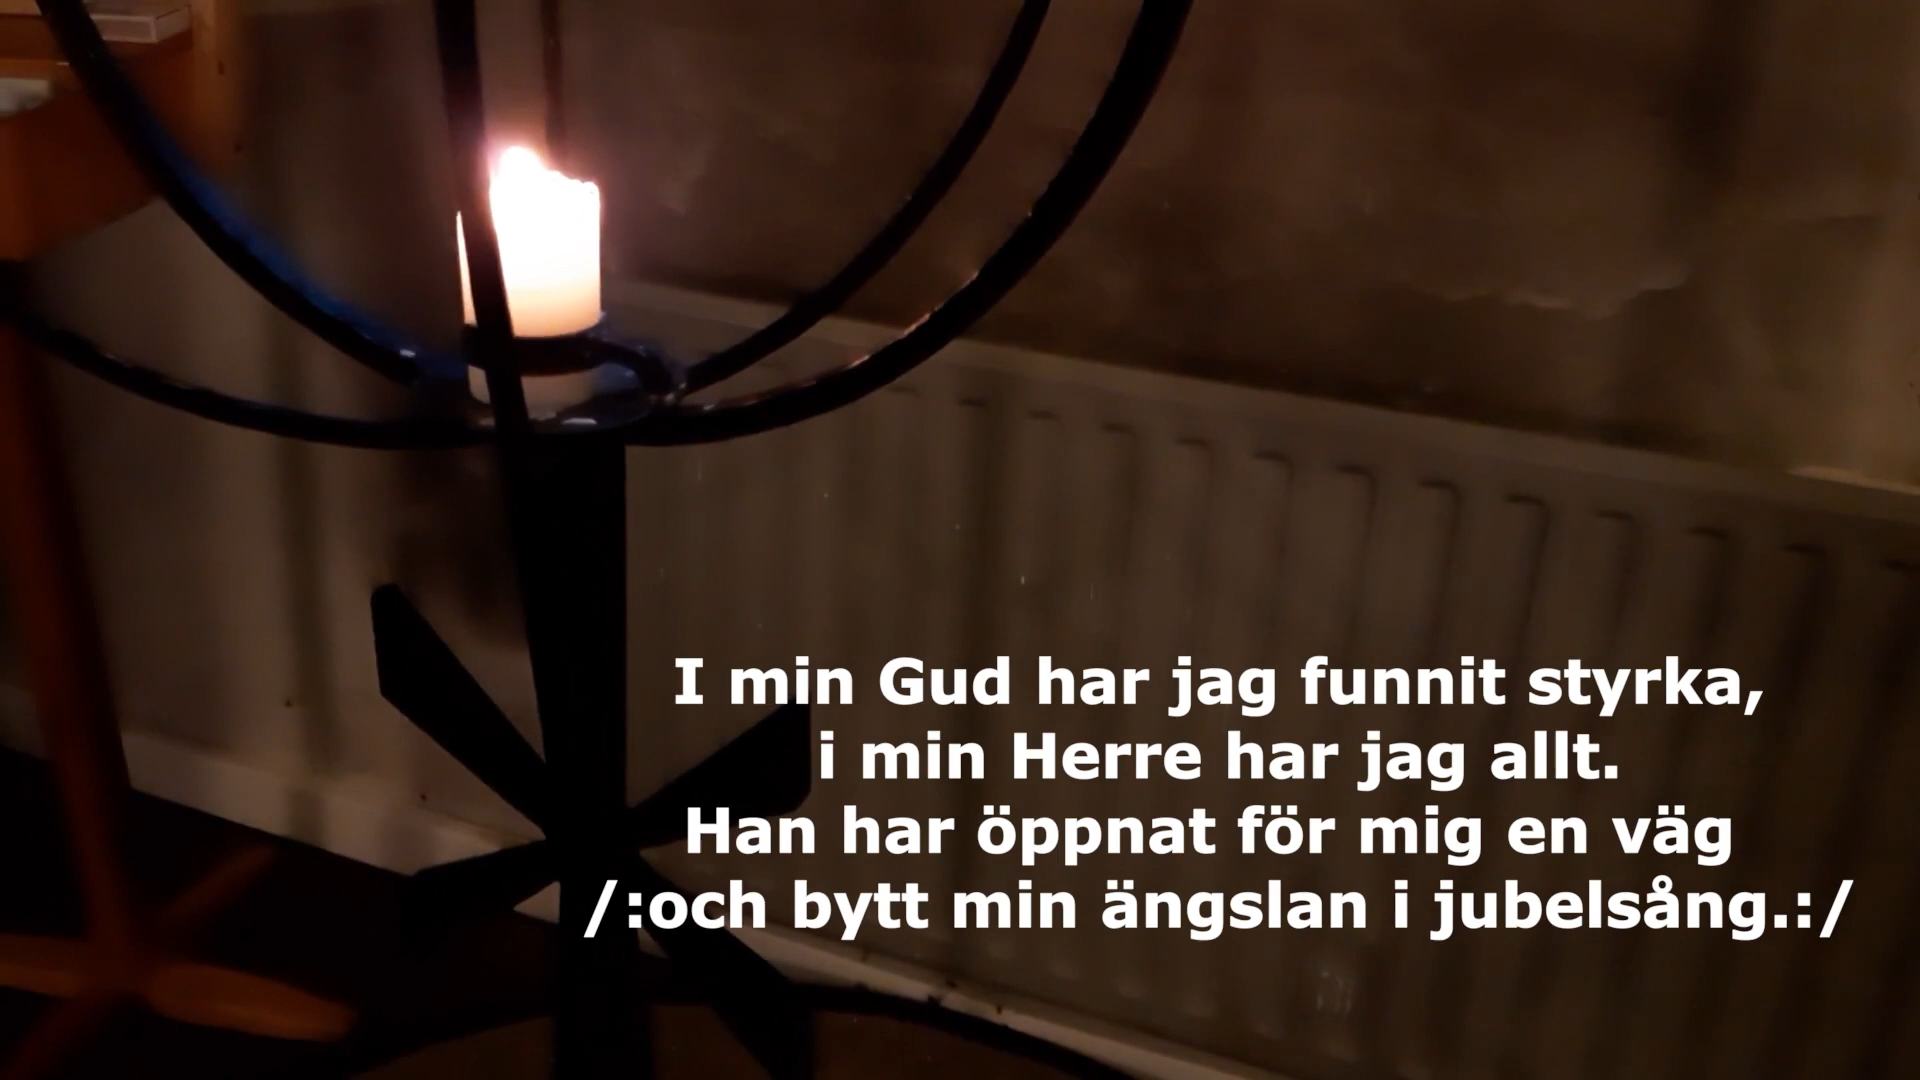 I min Gud har jag funnit styrka,
i min Herre har jag allt.
Han har öppnat för mig en väg
/:och bytt min ängslan i jubelsång.:/